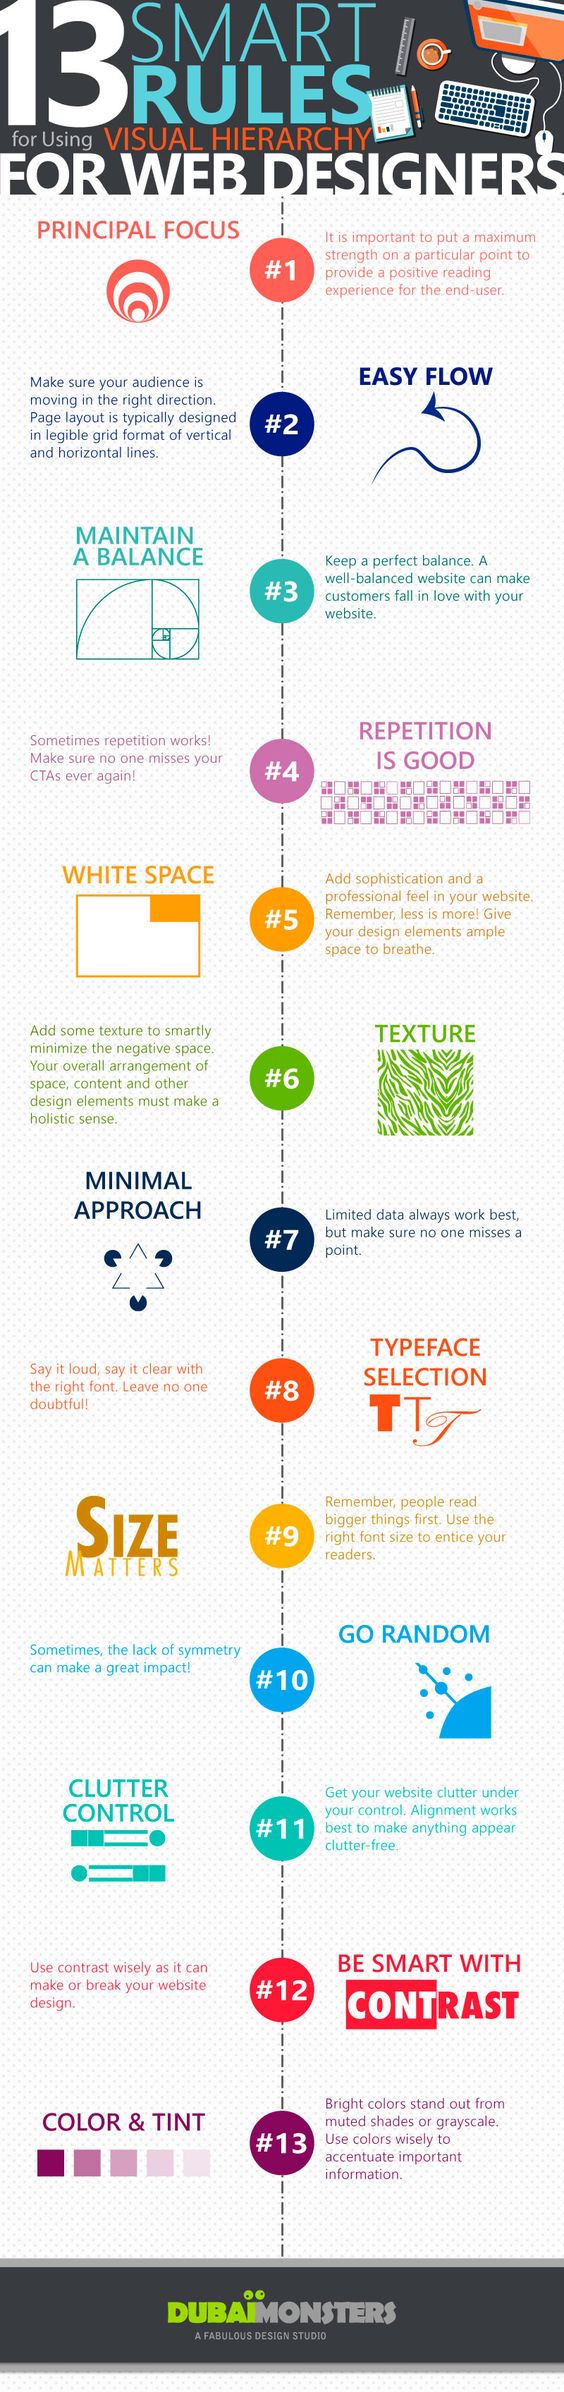 13 SMART
RULES
for Using VISUAL HIERARCHY
FOR WEB DESIGNERS
PRINCIPAL FOCUS
#1
It is important to put a maximum
strength on a particular point to
provide a positive reading
experience for the end-user.
EASY FLOW
#2
Make sure your audience is
moving in the right direction.
Page layout is typically designed
in legible grid format of vertical
and horizontal lines.
MAINTAIN
A BALANCE
#3
Keep a perfect balance. A
well-balanced website can make
customers fall in love with your
website.
REPETITION
IS GOOD
#4
Sometimes repetition works!
Make sure no one misses your
CTAs ever again!
WHITE SPACE
#5
Add sophistication and a
professional feel in your website.
Remember, less is more! Give
your design elements ample
space to breathe.
TEXTURE
#6
Add some texture to smartly
minimize the negative space.
Your overall arrangement of
space, content and other
design elements must make a
holistic sense.
MINIMAL
APPROACH
#7
Limited data always work best,
but make sure no one misses a
point.
TYPEFACE
SELECTION
T T T
#8
Say it loud, say it clear with
the right font. Leave no one
doubtful!
SIZE
MATTERS
#9
Remember, people read
bigger things first. Use the
right font size to entice your
readers.
GO RANDOM
#10
Sometimes, the lack of symmetry
can make a great impact!
CLUTTER
CONTROL
#11
Get your website clutter under
your control. Alignment works
best to make anything appear
clutter-free.
BE SMART WITH
CONTRAST
#12
Use contrast wisely as it can
make or break your website
design.
COLOR & TINT
#13
Bright colors stand out from
muted shades or grayscale.
Use colors wisely to
accentuate important
information.
DUBAÏMONSTERS
A FABULOUS DESIGN STUDIO